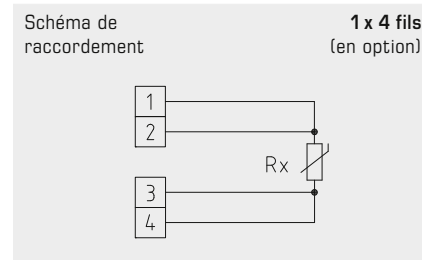 Schéma de raccordement
1 x 4 fils
(en option)
1
2
Rx
3
4